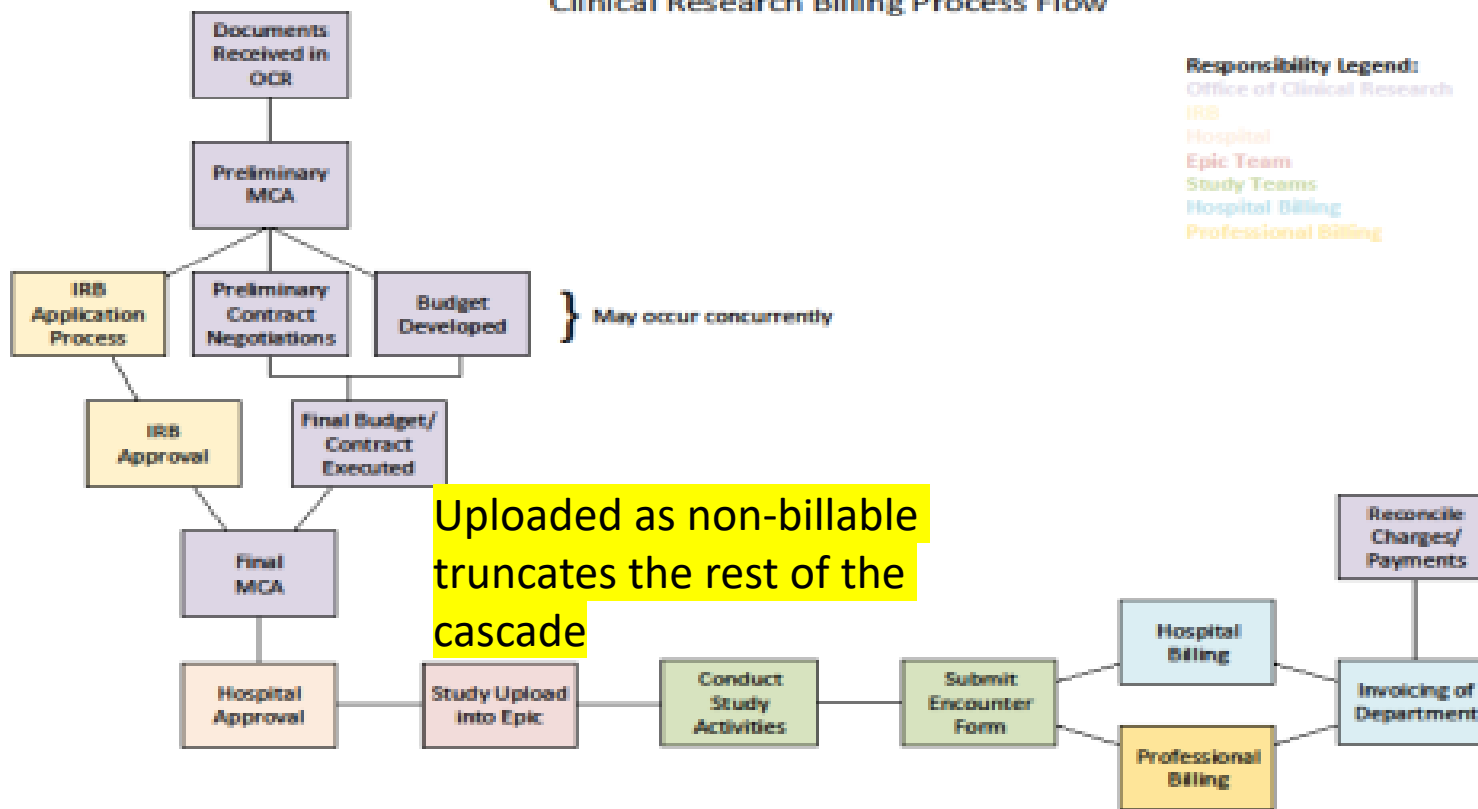 Clinical Research Billing Process Flow
Documents
Received in
OCR
Responsibility Legend:
Office of Clinical Research
IRB
Hospital
Epic Team
Study Teams
Hospital Billing
Professional Billing
Preliminary
MCA
IRB
Application
Process
Preliminary
Contract
Negotiations
Budget
Developed
} May occur concurrently
IRB
Approval
Final Budget/
Contract
Executed
Uploaded as non-billable
truncates the rest of the
cascade
Final
MCA
Reconcile
Charges/
Payments
Hospital
Approval
Study Upload
into Epic
Conduct
Study
Activities
Submit
Encounter
Form
Hospital
Billing
Professional
Billing
Invoicing of
Department